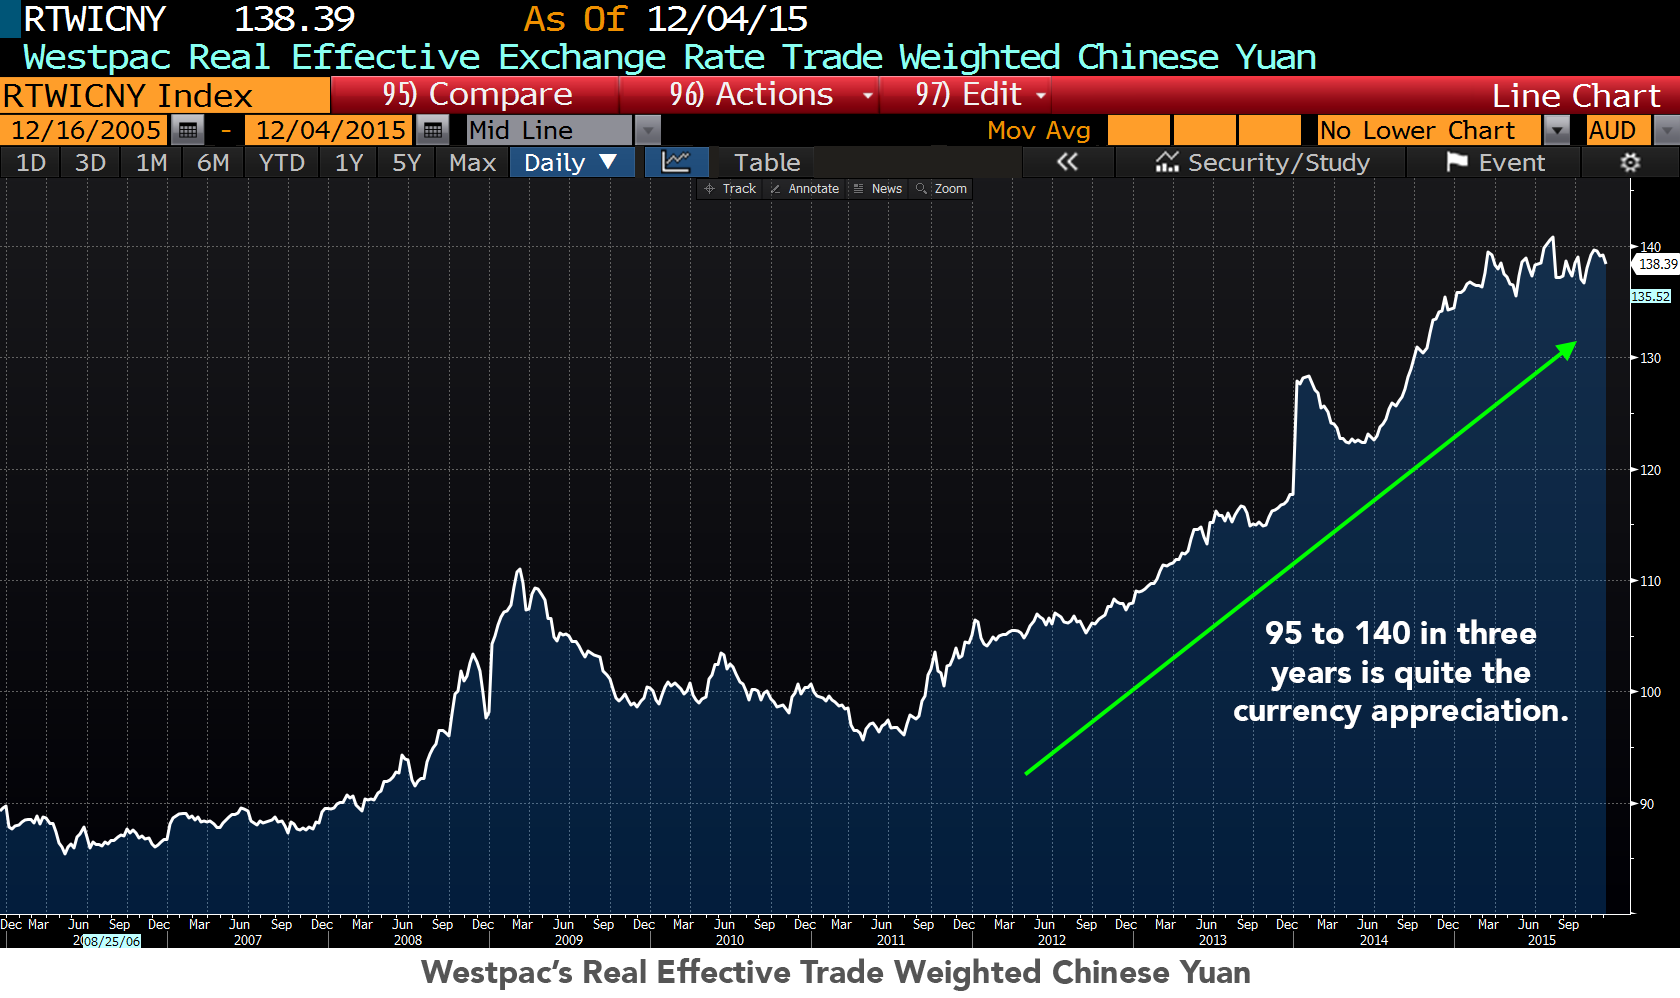 RTWICNY 138.39 As Of 12/04/15
Westpac Real Effective Exchange Rate Trade Weighted Chinese Yuan
RTWICNY Index 95) Compare 96) Actions 97) Edit Line Chart
12/16/2005 - 12/04/2015 Mid Line Mov Avg No Lower Chart AUD
1D 3D 1M 6M YTD 1Y 5Y Max Daily ▼ Table « Security/Study Event
Track Annotate News Zoom
140
138.39
135.52
130
120
110
95 to 140 in three
years is quite the
currency appreciation.
100
90
Dec Mar Jun Sep Dec Mar Jun Sep Dec Mar Jun Sep Dec Mar Jun Sep Dec Mar Jun Sep Dec Mar Jun Sep Dec Mar Jun Sep Dec Mar Jun Sep Dec Mar Jun Sep Dec Mar Jun Sep
08/25/06 2007 2008 2009 2010 2011 2012 2013 2014 2015
Westpac's Real Effective Trade Weighted Chinese Yuan